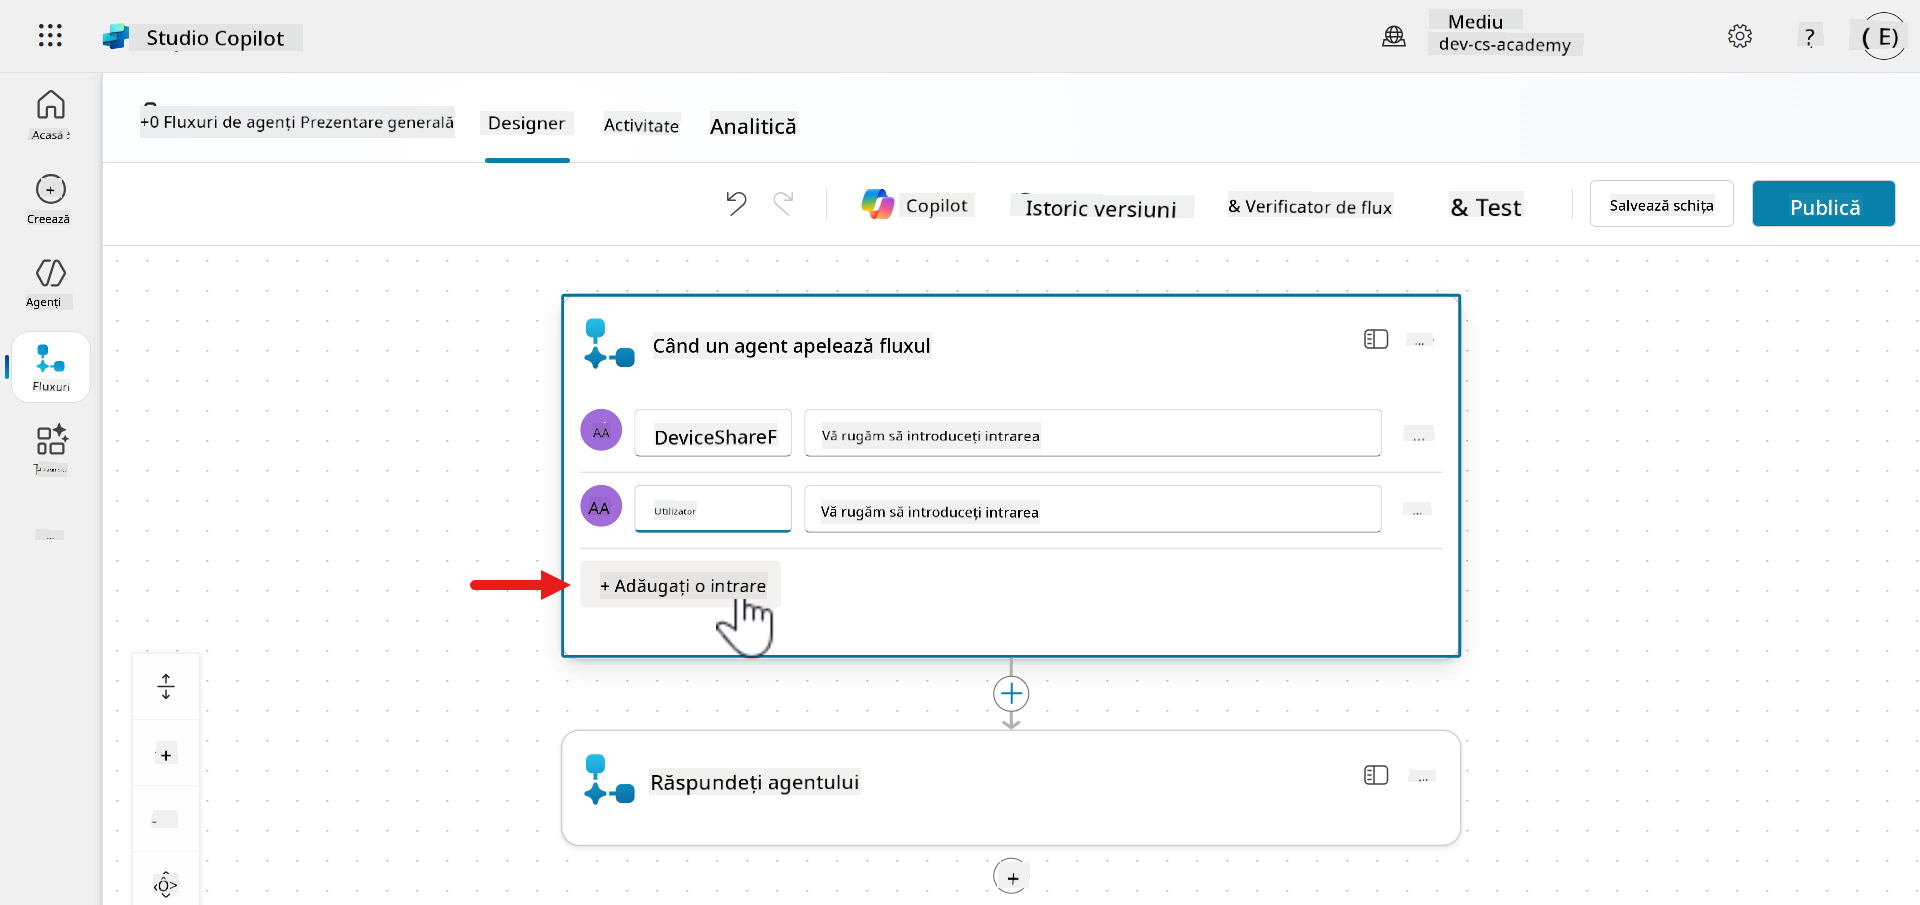 Studio Copilot
Mediu
dev-cs-academy
?
( E)
+0 Fluxuri de agenți Prezentare generală
Designer
Activitate
Analitică
Acasă
Creează
Agenți
Fluxuri
...
Copilot
Istoric versiuni
& Verificator de flux
& Test
Salvează schița
Publică
Când un agent apelează fluxul
...
AA
DeviceShareF
Vă rugăm să introduceți intrarea
...
AA
Utilizator
Vă rugăm să introduceți intrarea
...
+ Adăugați o intrare
Răspundeți agentului
...